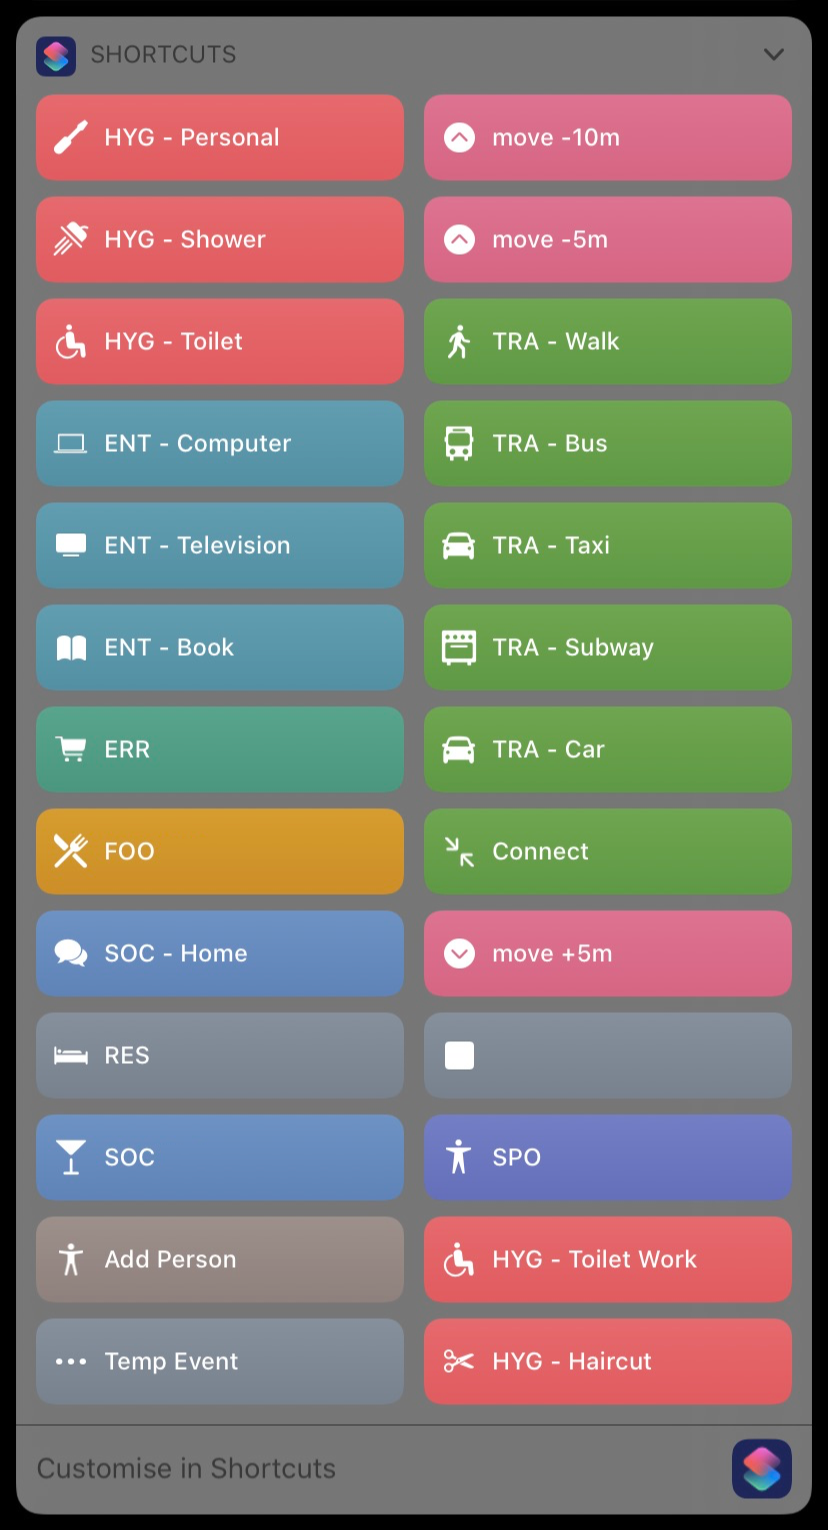 SHORTCUTS
HYG - Personal
move -10m
HYG - Shower
move -5m
HYG - Toilet
TRA - Walk
ENT - Computer
TRA - Bus
ENT - Television
TRA - Taxi
ENT - Book
TRA - Subway
ERR
TRA - Car
FOO
Connect
SOC - Home
move +5m
RES
SOC
SPO
Add Person
HYG - Toilet Work
Temp Event
HYG - Haircut
Customise in Shortcuts